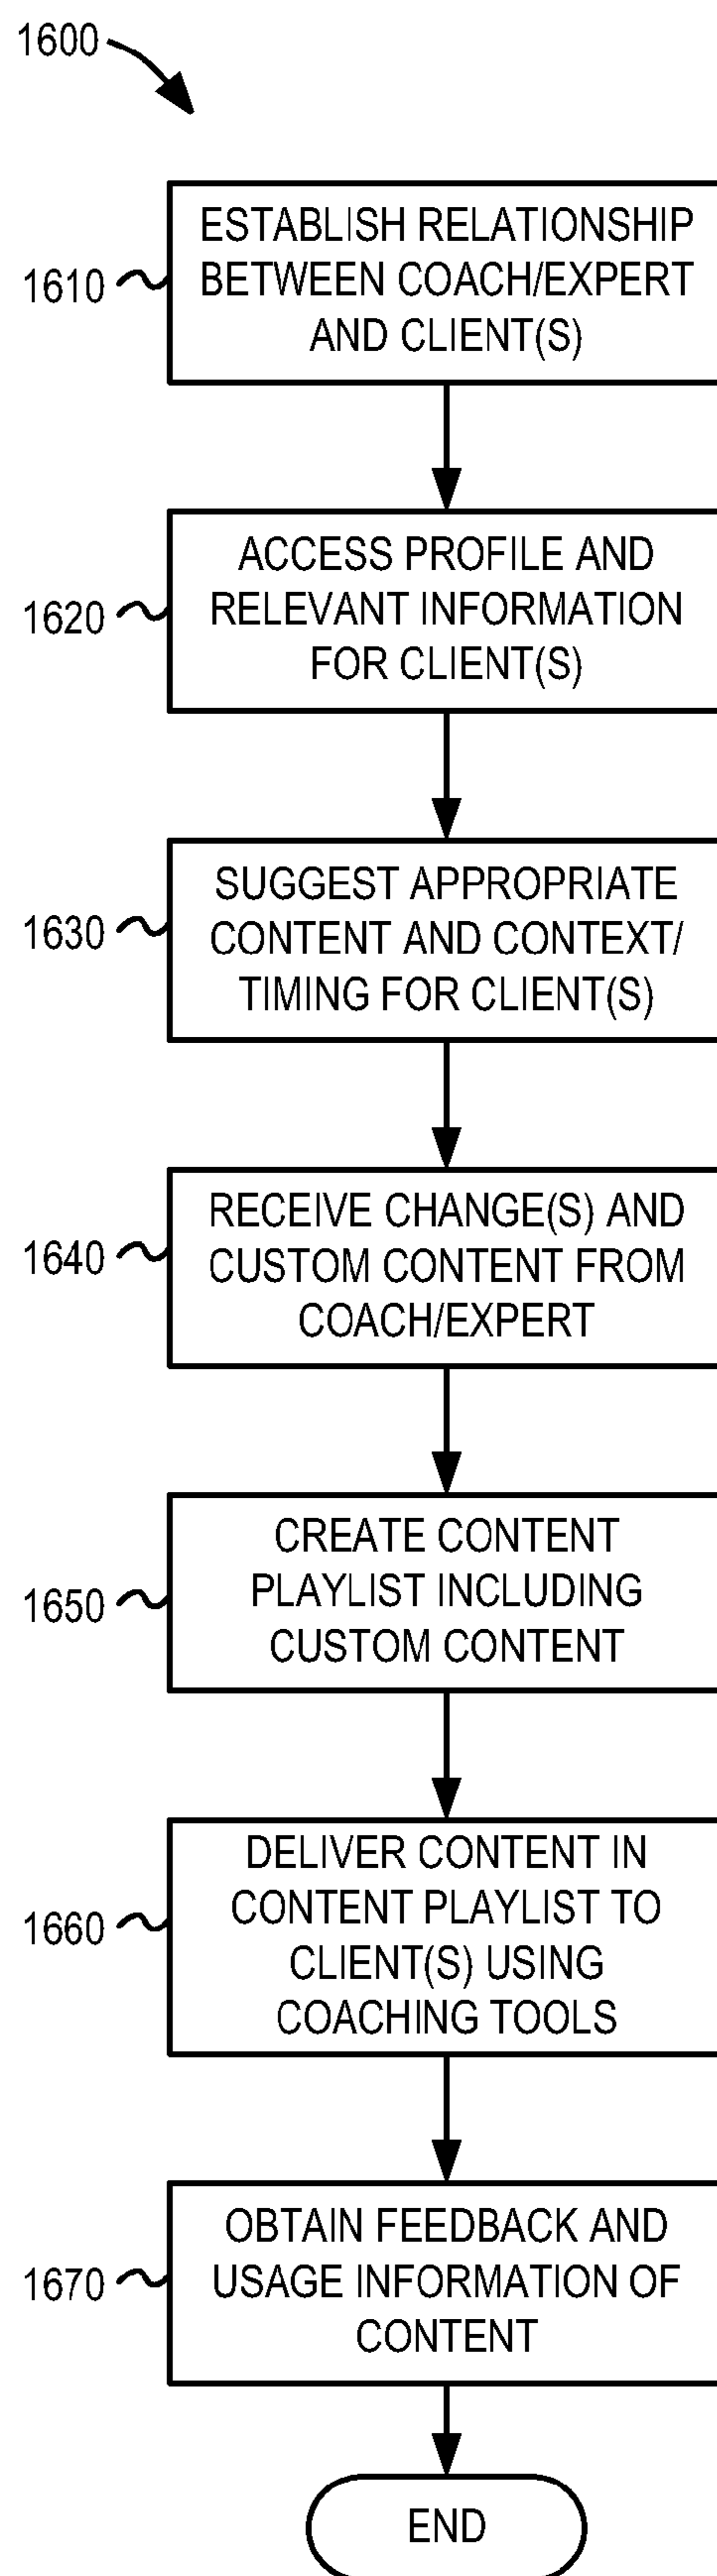 1600
1610
ESTABLISH RELATIONSHIP
BETWEEN COACH/EXPERT
AND CLIENT(S)
1620
ACCESS PROFILE AND
RELEVANT INFORMATION
FOR CLIENT(S)
1630
SUGGEST APPROPRIATE
CONTENT AND CONTEXT/
TIMING FOR CLIENT(S)
1640
RECEIVE CHANGE(S) AND
CUSTOM CONTENT FROM
COACH/EXPERT
1650
CREATE CONTENT
PLAYLIST INCLUDING
CUSTOM CONTENT
1660
DELIVER CONTENT IN
CONTENT PLAYLIST TO
CLIENT(S) USING
COACHING TOOLS
1670
OBTAIN FEEDBACK AND
USAGE INFORMATION OF
CONTENT
END